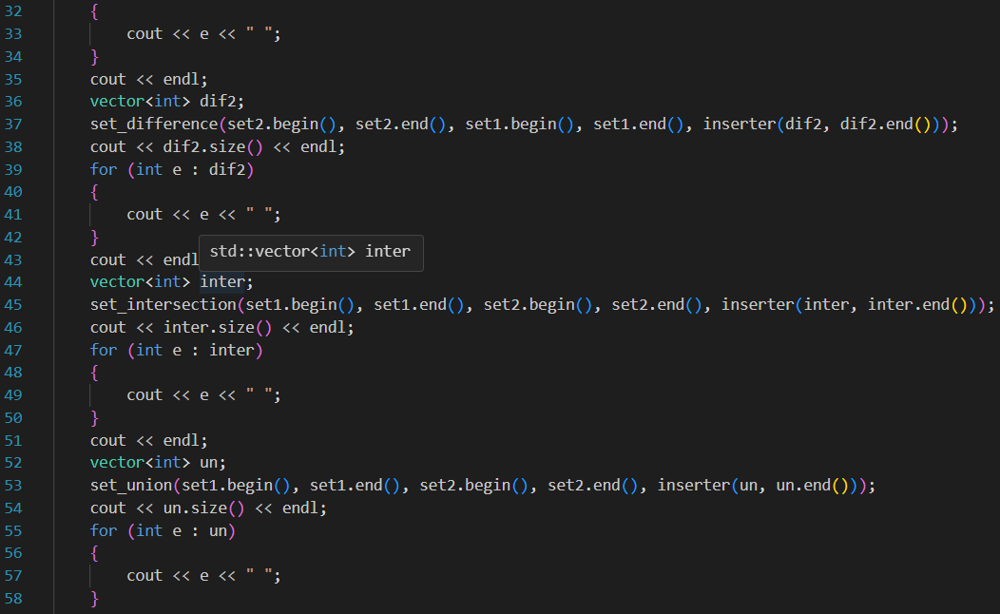 32 {
33 cout << e << " ";
34 }
35 cout << endl;
36 vector<int> dif2;
37 set_difference(set2.begin(), set2.end(), set1.begin(), set1.end(), inserter(dif2, dif2.end()));
38 cout << dif2.size() << endl;
39 for (int e : dif2)
40 {
41 cout << e << " ";
42 }
std::vector<int> inter
43 cout << endl
44 vector<int> inter;
45 set_intersection(set1.begin(), set1.end(), set2.begin(), set2.end(), inserter(inter, inter.end()));
46 cout << inter.size() << endl;
47 for (int e : inter)
48 {
49 cout << e << " ";
50 }
51 cout << endl;
52 vector<int> un;
53 set_union(set1.begin(), set1.end(), set2.begin(), set2.end(), inserter(un, un.end()));
54 cout << un.size() << endl;
55 for (int e : un)
56 {
57 cout << e << " ";
58 }